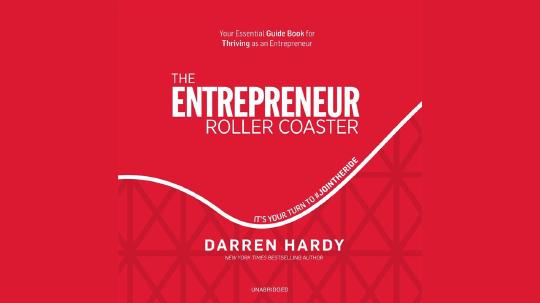 Your Essential Guide Book for
Thriving as an Entrepreneur
THE
ENTREPRENEUR
ROLLER COASTER
IT'S YOUR TURN TO #JOINTHERIDE
DARREN HARDY
NEW YORK TIMES BESTSELLING AUTHOR
UNABRIDGED